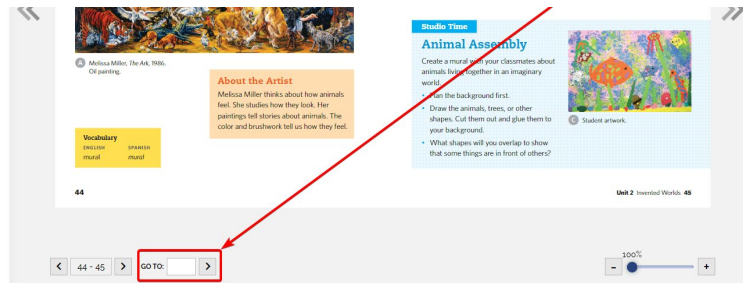 A Melissa Miller, The Ark, 1986.
Oil painting.
About the Artist
Melissa Miller thinks about how animals
feel. She studies how they look. Her
paintings tell stories about animals. The
color and brushwork tell us how they feel.
Vocabulary
ENGLISH SPANISH
mural mural
44
Studio Time
Animal Assembly
Create a mural with your classmates about
animals living together in an imaginary
world.
• Plan the background first.
• Draw the animals, trees, or other
shapes. Cut them out and glue them to
your background.
• What shapes will you overlap to show
that some things are in front of others?
C Student artwork.
Unit 2 Invented Worlds 45
44 - 45
GO TO:
100%
- +